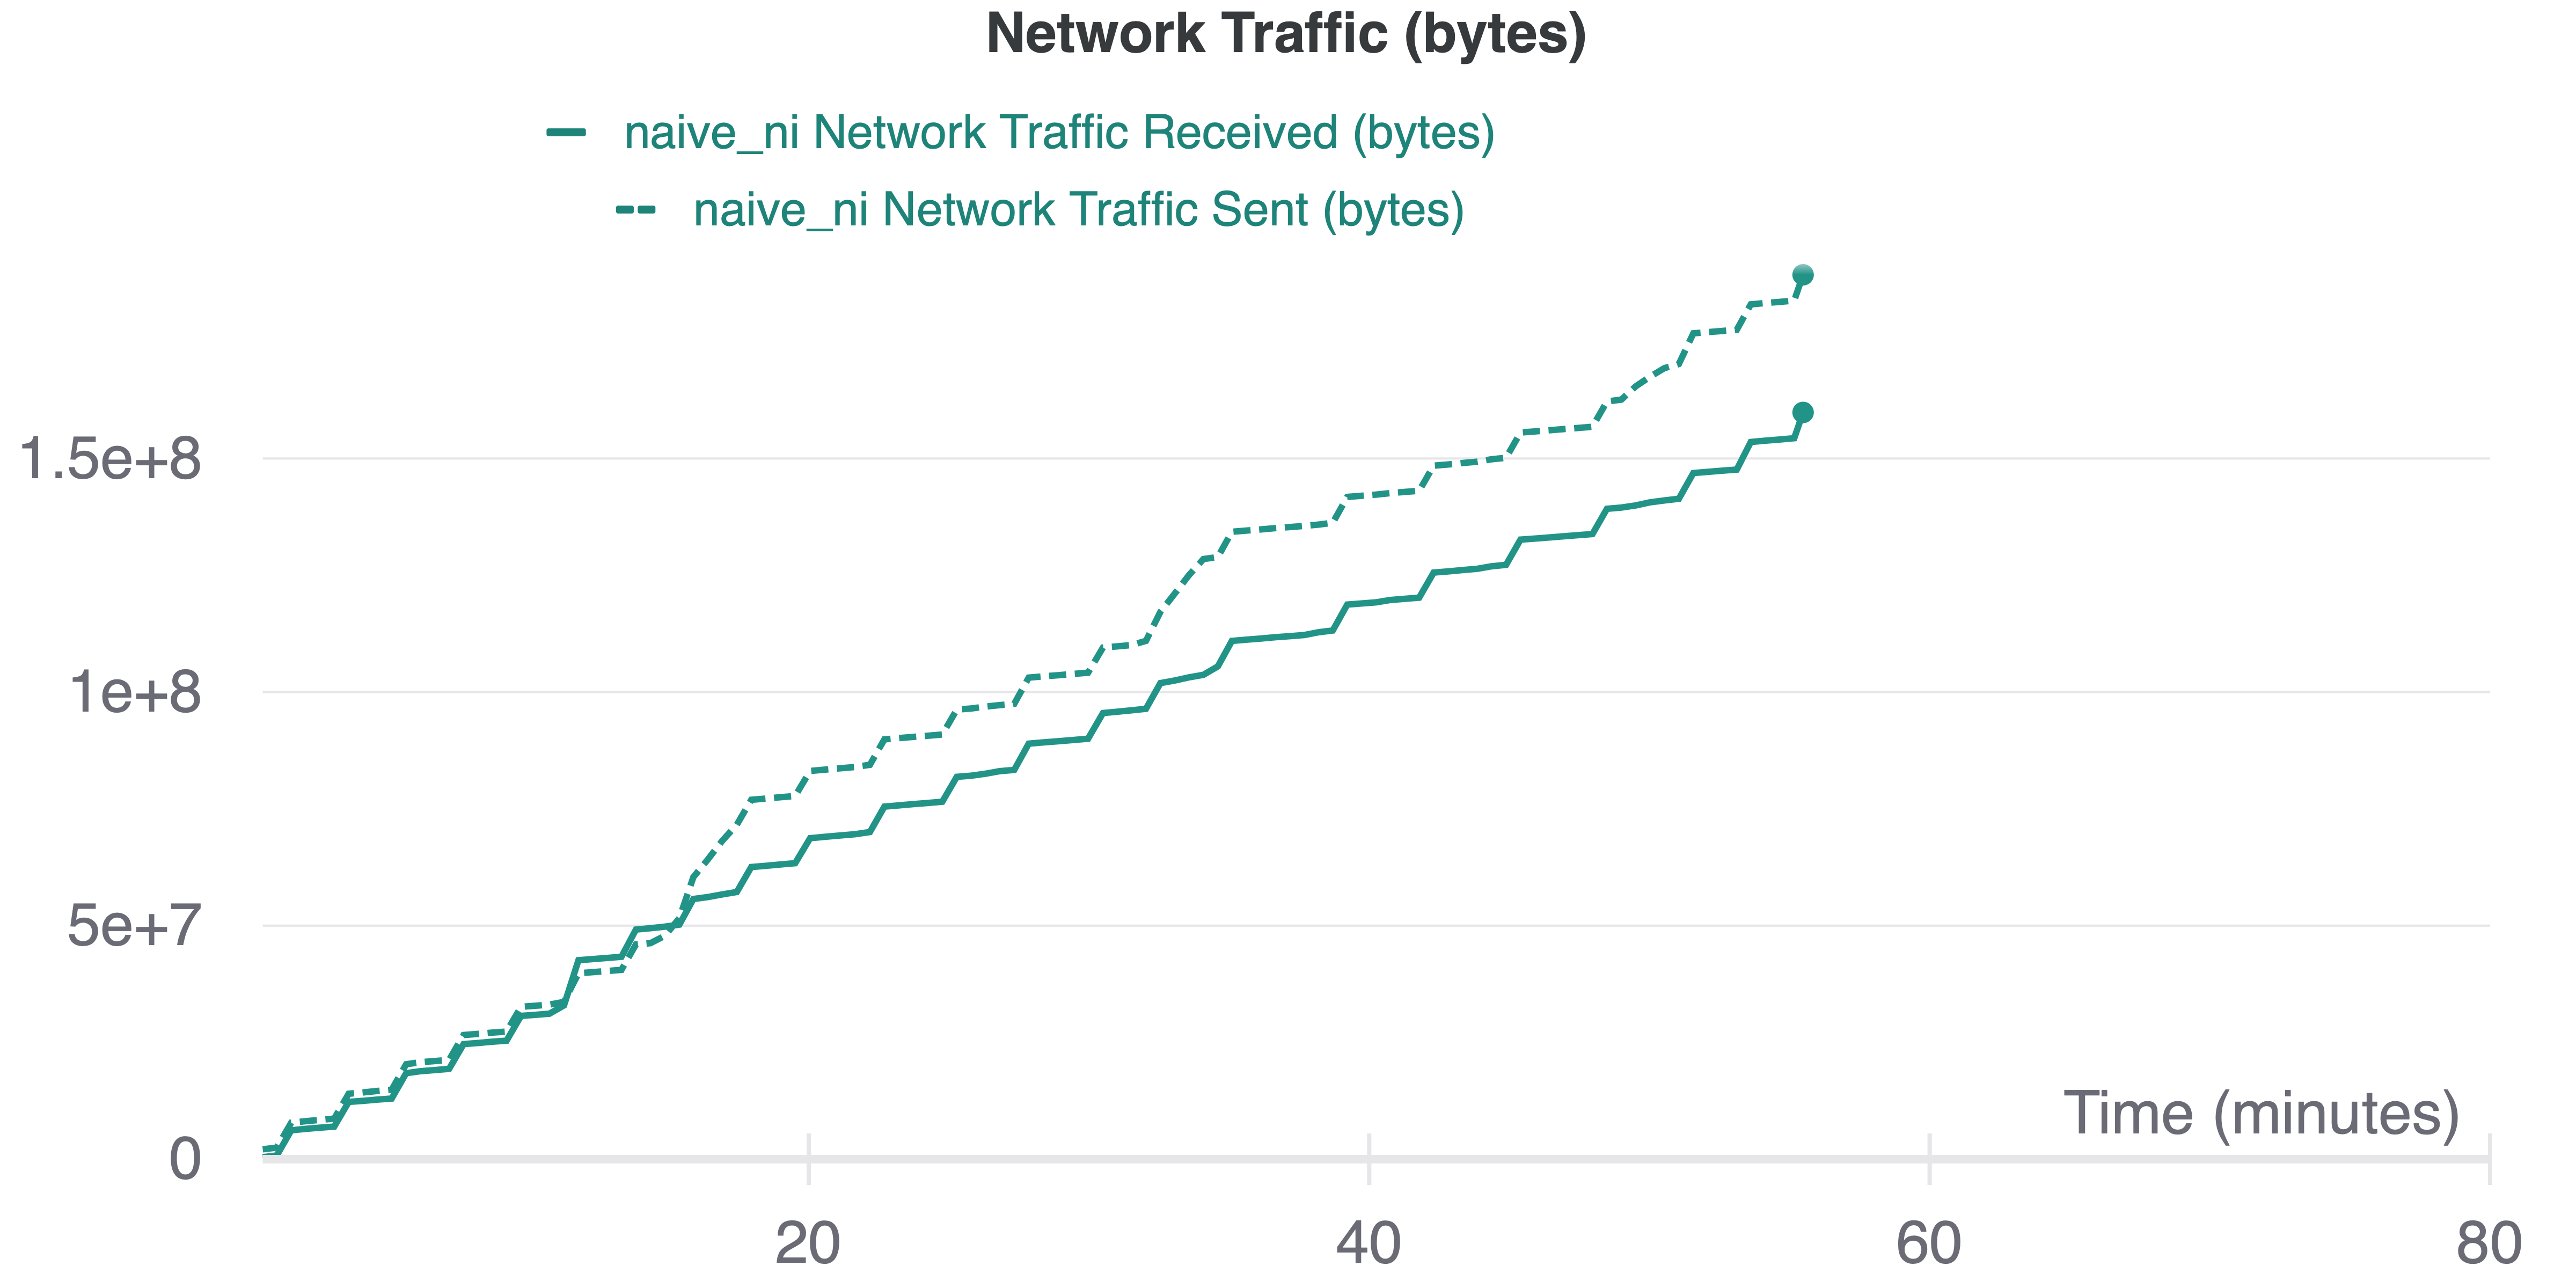 Network Traffic (bytes)
naive_ni Network Traffic Received (bytes)
naive_ni Network Traffic Sent (bytes)
1.5e+8
1e+8
5e+7
0
Time (minutes)
20 40 60 80